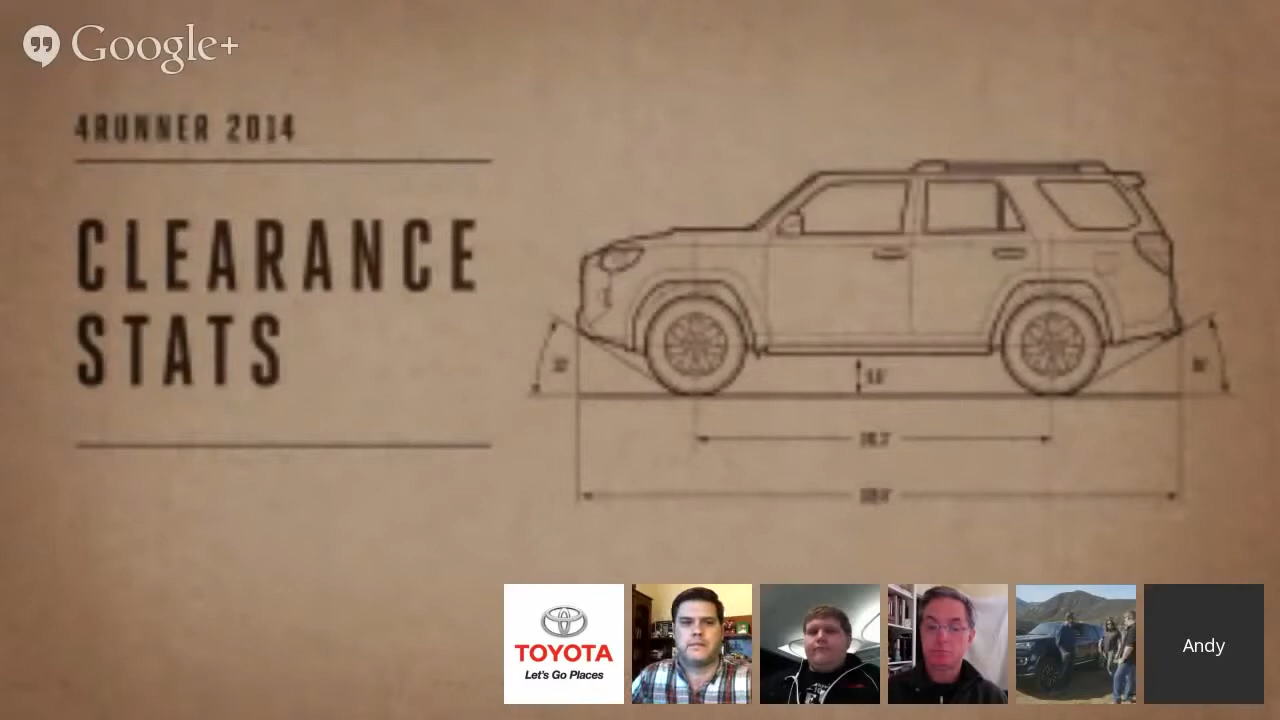 Google+
4RUNNER 2014
CLEARANCE
STATS
TOYOTA
Let's Go Places
Andy